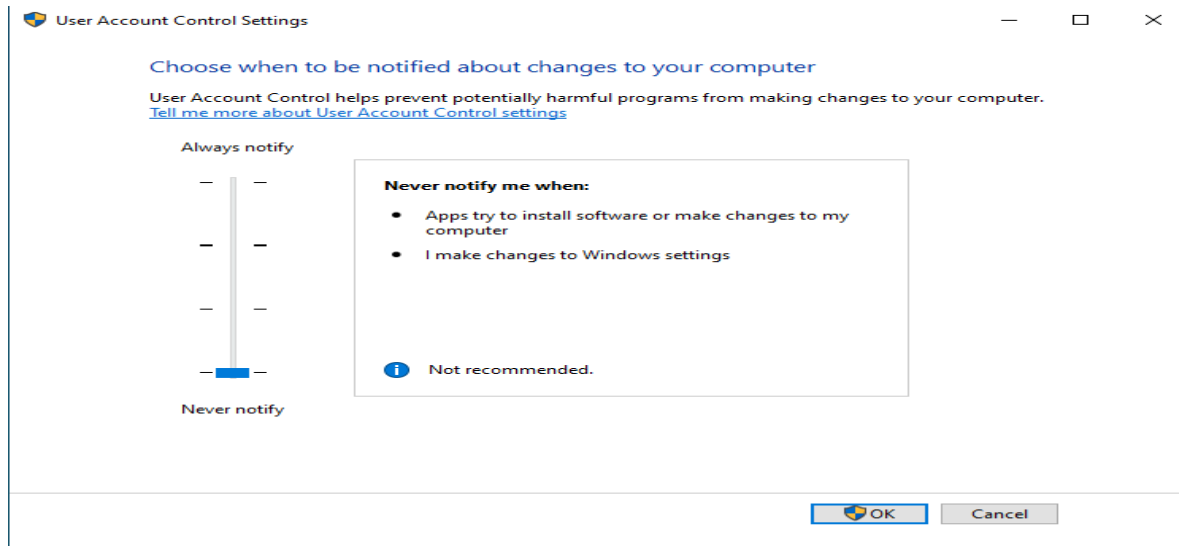 User Account Control Settings
Choose when to be notified about changes to your computer
User Account Control helps prevent potentially harmful programs from making changes to your computer.
Tell me more about User Account Control settings
Always notify
Never notify me when:
Apps try to install software or make changes to my
computer
I make changes to Windows settings
Not recommended.
Never notify
OK
Cancel